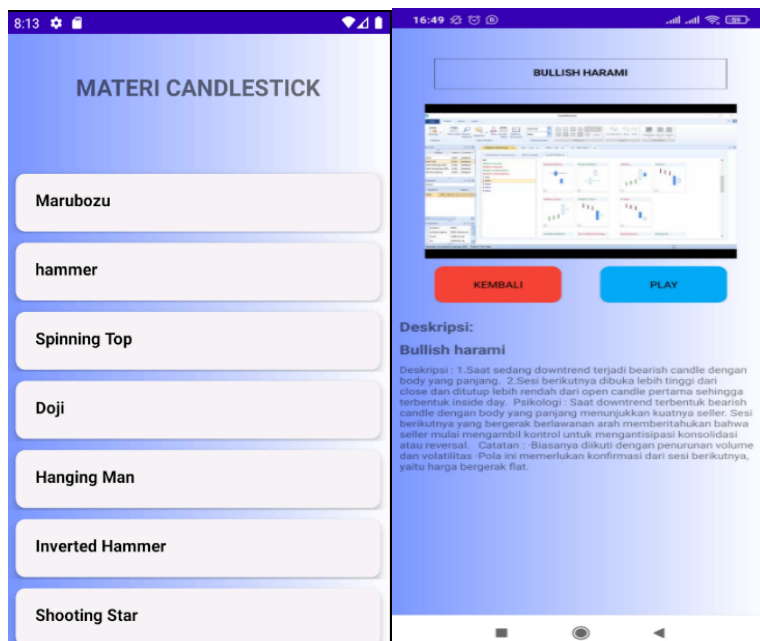 8:13
MATERI CANDLESTICK
Marubozu
hammer
Spinning Top
Doji
Hanging Man
Inverted Hammer
Shooting Star
16:49
59
BULLISH HARAMI
KEMBALI
PLAY
Deskripsi:
Bullish harami
Deskripsi : 1.Saat sedang downtrend terjadi bearish candle dengan
body yang panjang.  2.Sesi berikutnya dibuka lebih tinggi dari
close dan ditutup lebih rendah dari open candle pertama sehingga
terbentuk inside day.  Psikologi : Saat downtrend terbentuk bearish
candle dengan body yang panjang menunjukkan kuatnya seller. Sesi
berikutnya yang bergerak berlawanan arah memberitahukan bahwa
seller mulai mengambil kontrol untuk mengantisipasi konsolidasi
atau reversal.   Catatan : -Biasanya diikuti dengan penurunan volume
dan volatilitas -Pola ini memerlukan konfirmasi dari sesi berikutnya,
yaitu harga bergerak flat.